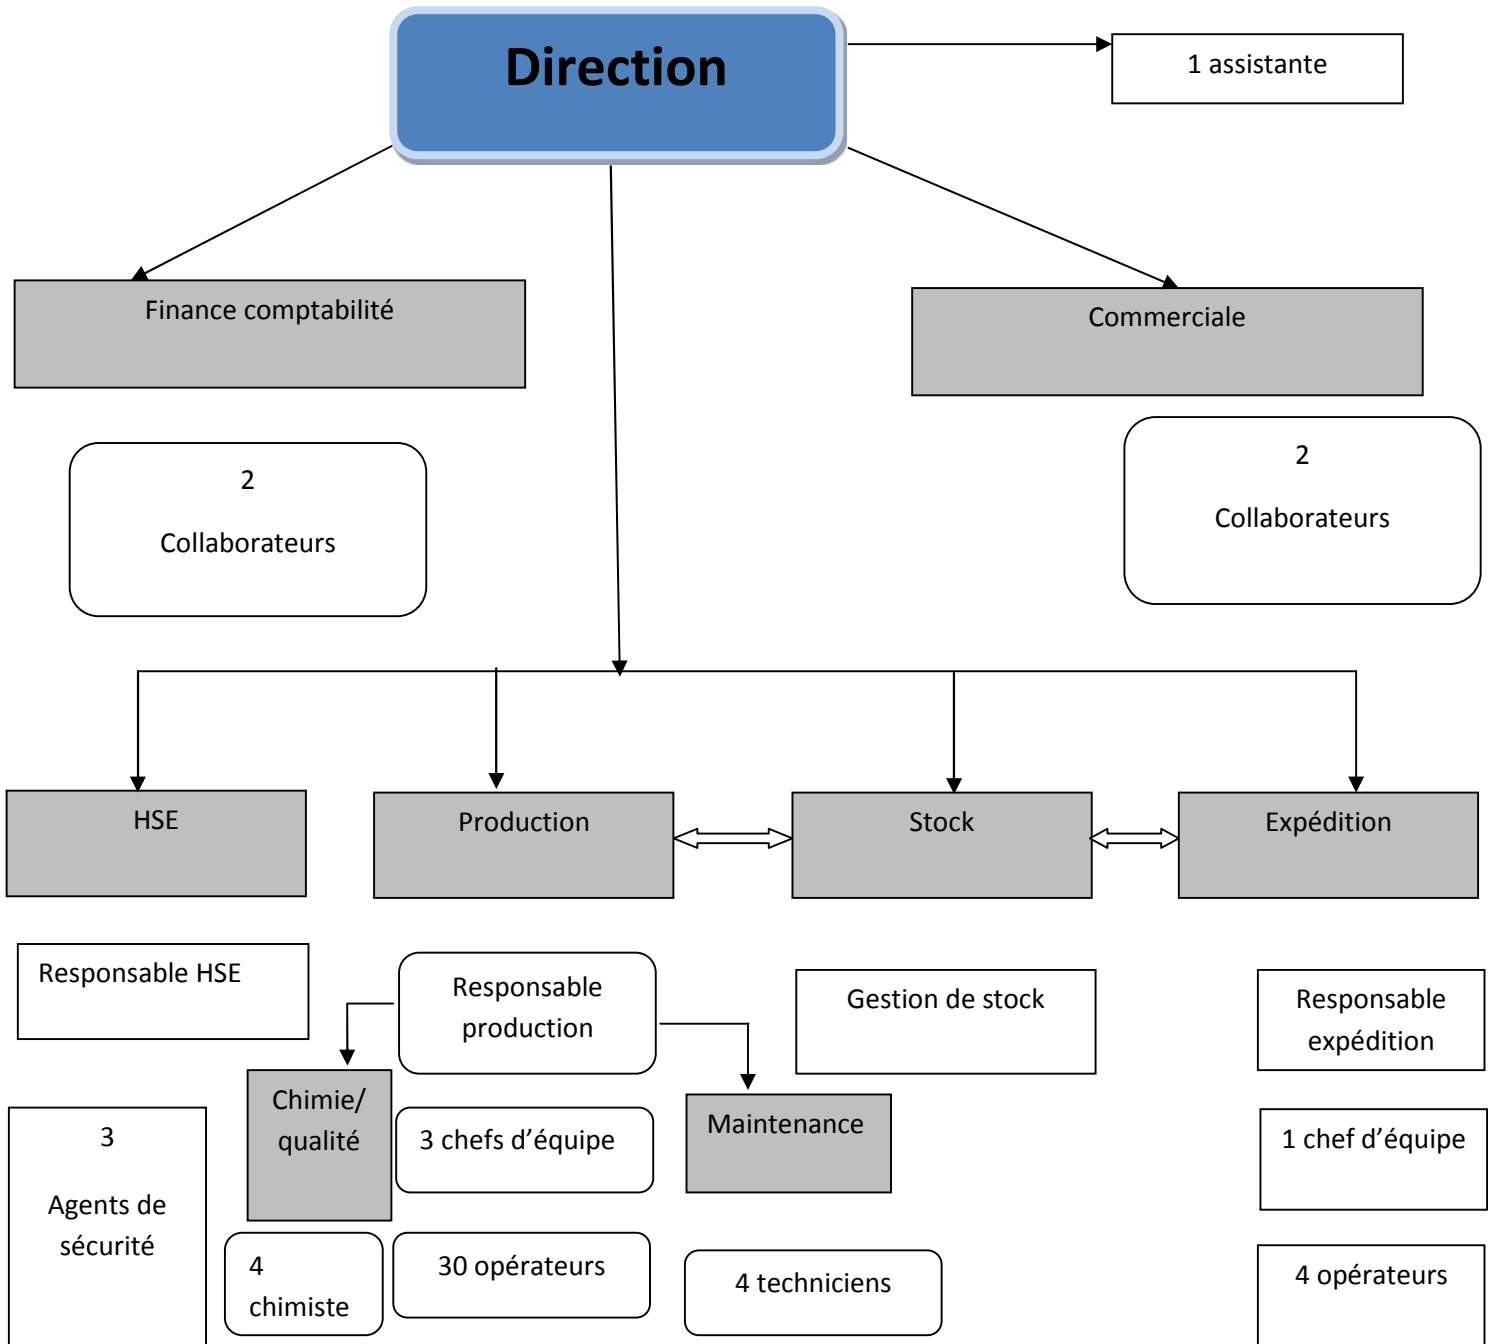 Direction
1 assistante
Finance comptabilité
Commerciale
2
Collaborateurs
2
Collaborateurs
HSE
Production
Stock
Expédition
Responsable HSE
Responsable
production
Gestion de stock
Responsable
expédition
Chimie/
qualité
3 chefs d’équipe
Maintenance
1 chef d’équipe
3
Agents de
sécurité
4
chimiste
30 opérateurs
4 techniciens
4 opérateurs